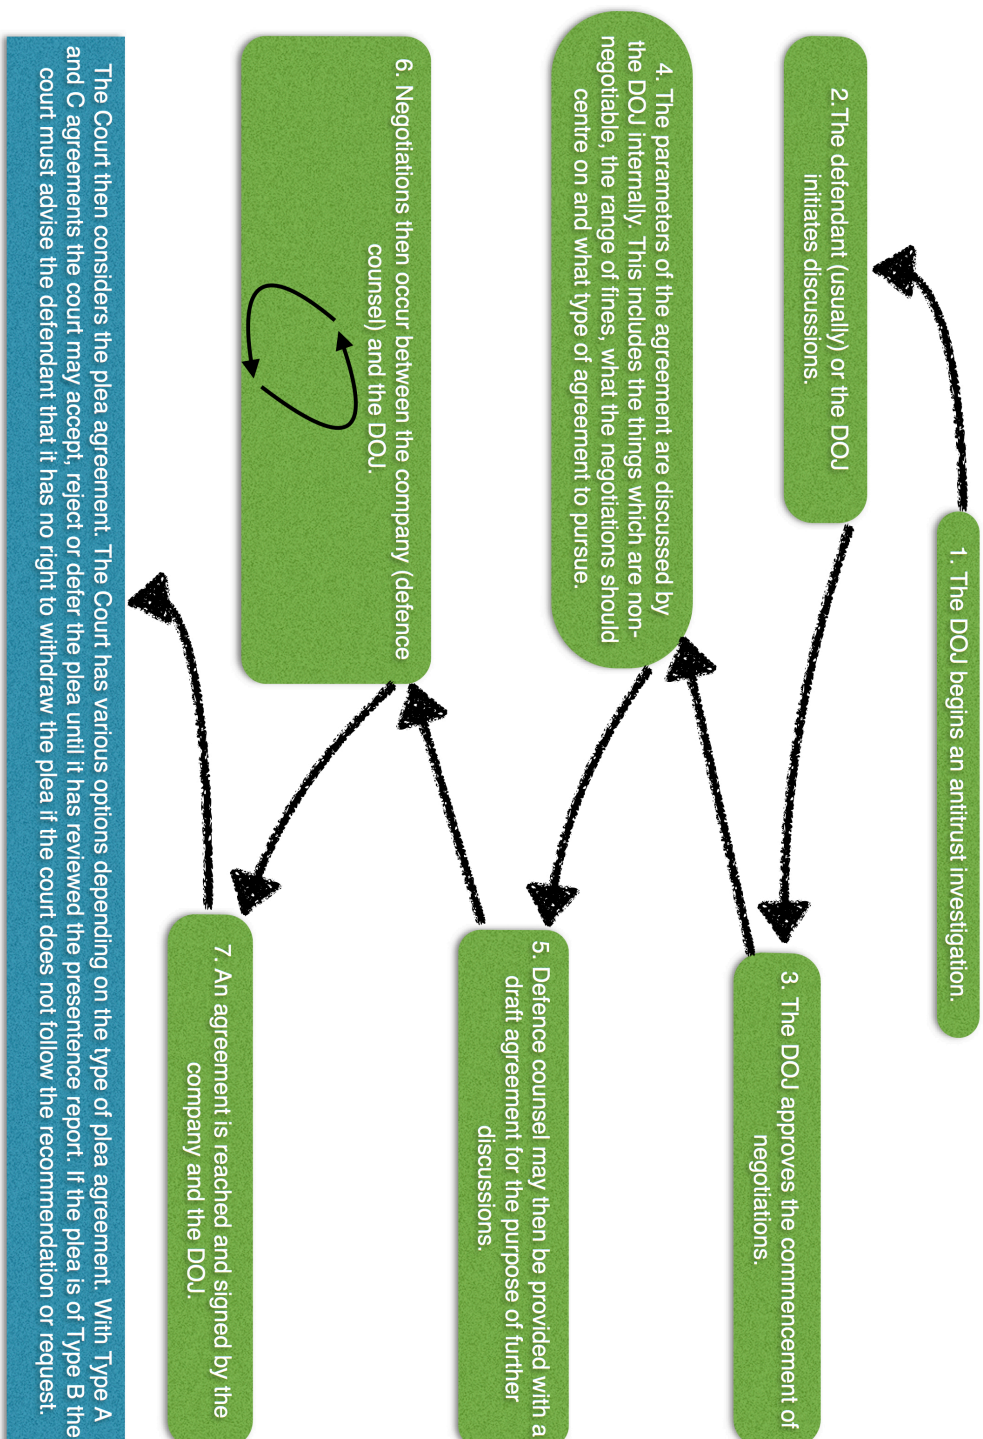 1. The DOJ begins an antitrust investigation.
2.The defendant (usually) or the DOJ
initiates discussions.
3. The DOJ approves the commencement of
negotiations.
4. The parameters of the agreement are discussed by
the DOJ internally. This includes the things which are non-
negotiable, the range of fines, what the negotiations should
centre on and what type of agreement to pursue.
5. Defence counsel may then be provided with a
draft agreement for the purpose of further
discussions.
6. Negotiations then occur between the company (defence
counsel) and the DOJ.
7. An agreement is reached and signed by the
company and the DOJ.
The Court then considers the plea agreement. The Court has various options depending on the type of plea agreement. With Type A
and C agreements the court may accept, reject or defer the plea until it has reviewed the presentence report. If the plea is of Type B the
court must advise the defendant that it has no right to withdraw the plea if the court does not follow the recommendation or request.